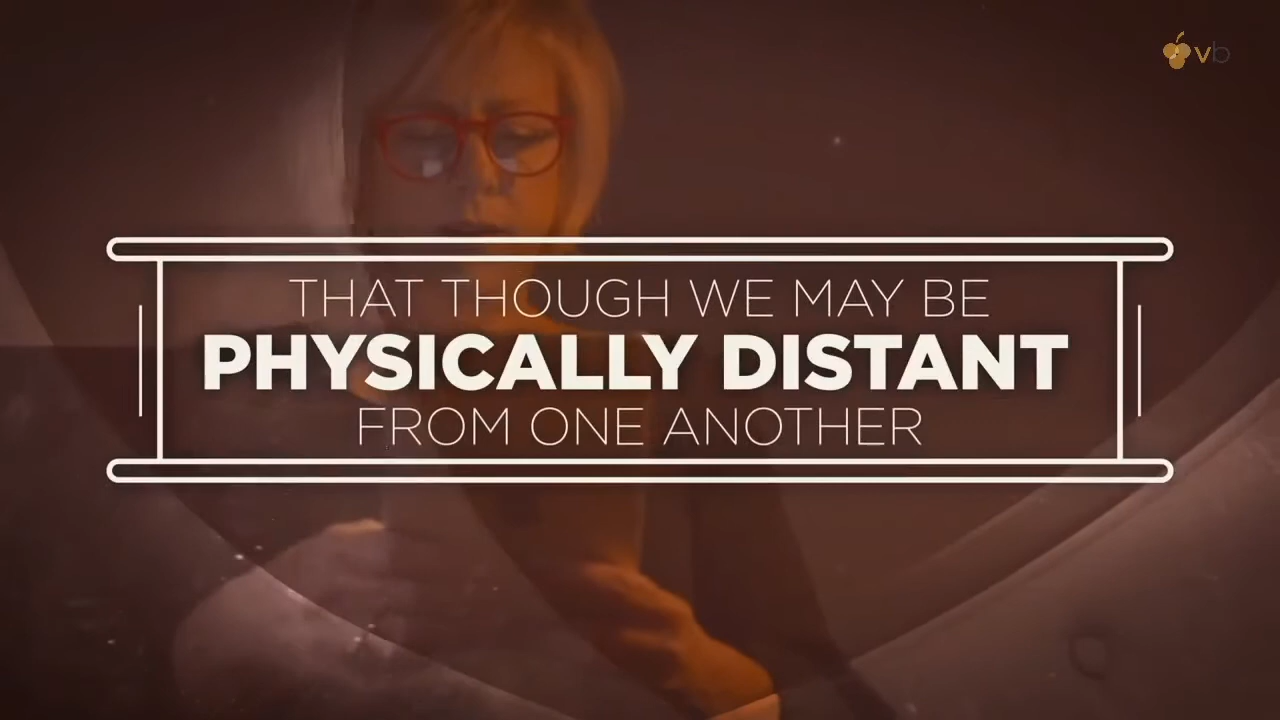 vb
THAT THOUGH WE MAY BE
PHYSICALLY DISTANT
FROM ONE ANOTHER